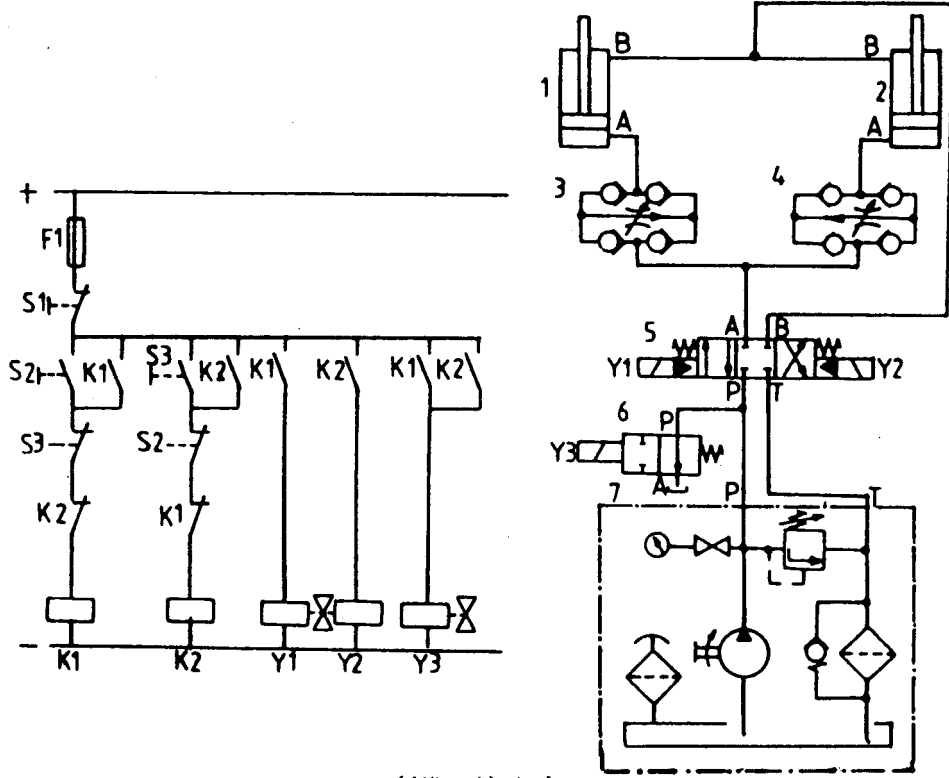 +
F1
S1
S2 K1 S3 K2 K1 K2 K1 K2
S3 S2
K2 K1
K1 K2 Y1 Y2 Y3
-
B B
1 2
A A
3 4
5 A B
Y1 Y2
P T
6 P
Y3
A
7 P T